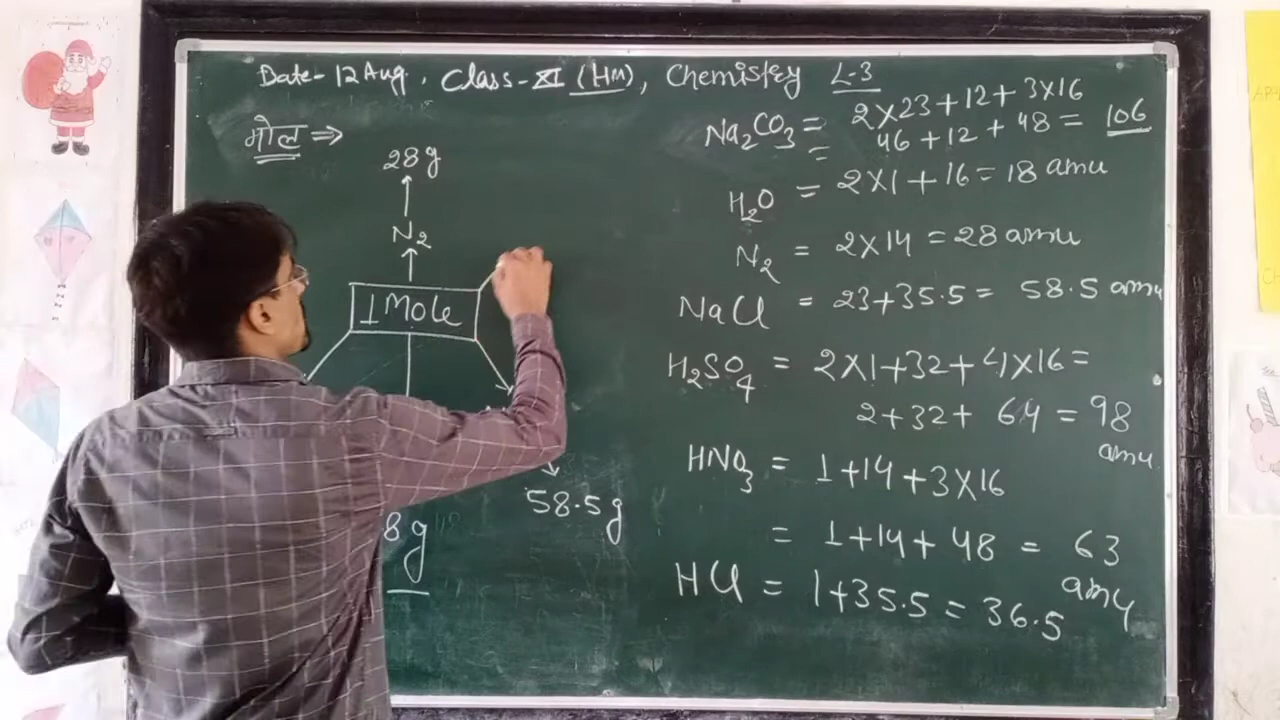 Date- 12 Aug. Class-XI (HM), Chemistry L-3
मोल ⇒
28 g
↑
N₂
↑
1 Mole
8g
58.5 g
Na₂CO₃ = 2×23+12+3×16
= 46+12+48 = 106
H₂O = 2×1+16=18 amu
N₂ = 2×14 = 28 amu
NaCl = 23+35.5 = 58.5 amu
H₂SO₄ = 2×1+32+4×16 =
2+32+ 64 = 98
amu.
HNO₃ = 1+14+3×16
= 1+14+48 = 63
amu
HCl = 1+35.5 = 36.5